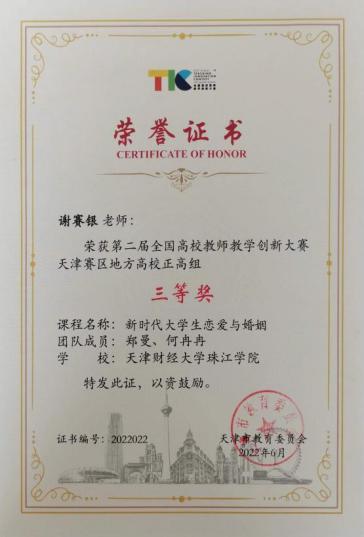 TIC
TEACHING
INNOVATION
CONTEST
荣誉证书
CERTIFICATE OF HONOR
谢赛银 老师：
荣获第二届全国高校教师教学创新大赛
天津赛区地方高校正高组
三等奖
课程名称：新时代大学生恋爱与婚姻
团队成员：郑曼、何冉冉
学 校：天津财经大学珠江学院
特发此证，以资鼓励。
证书编号：2022022
天津市教育委员会
2022年6月